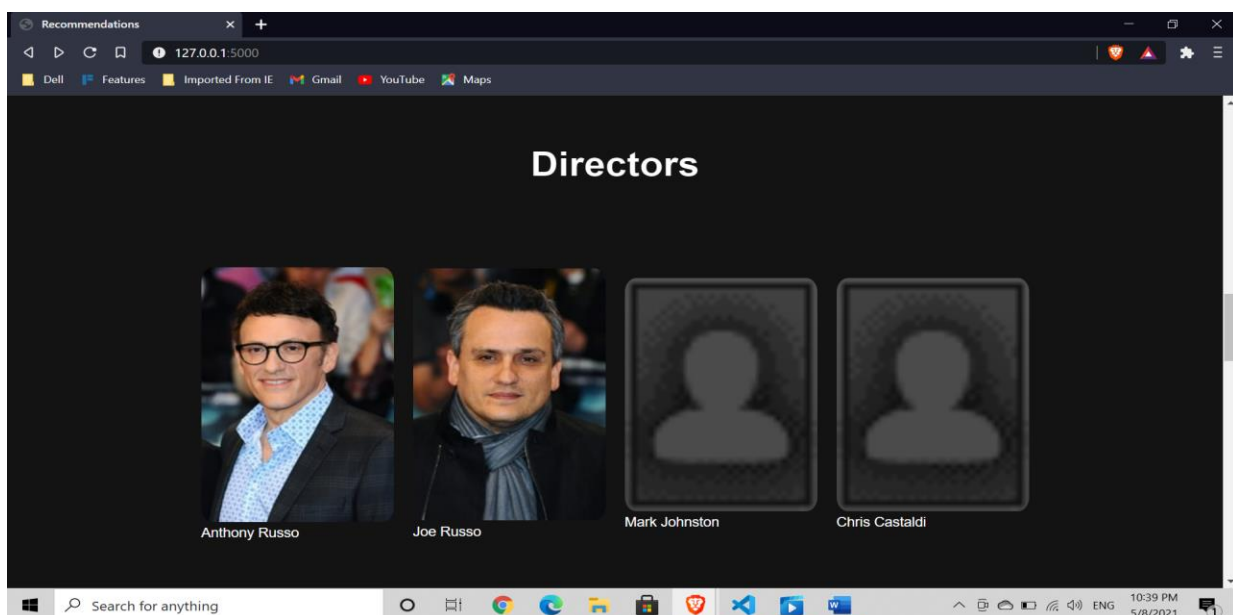 Recommendations
127.0.0.1:5000
Dell Features Imported From IE Gmail YouTube Maps
Directors
Anthony Russo
Joe Russo
Mark Johnston
Chris Castaldi
Search for anything
ENG
10:39 PM
5/8/2021